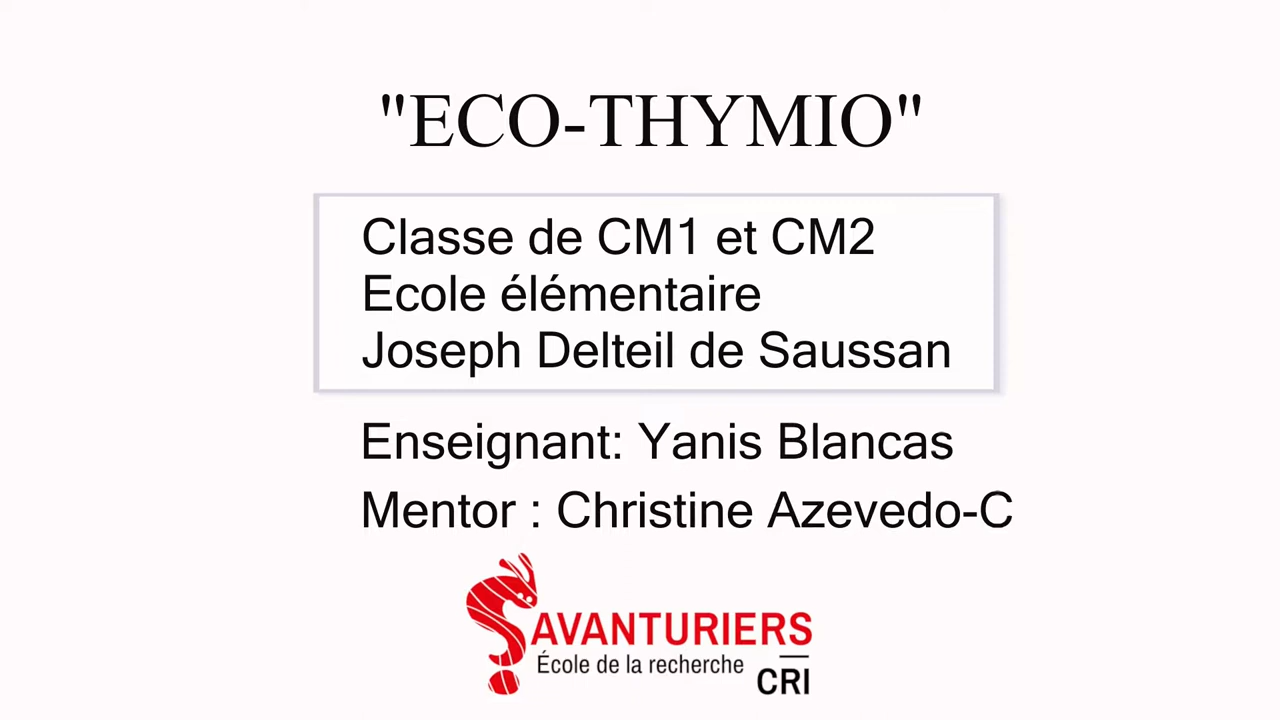 "ECO-THYMIO"
Classe de CM1 et CM2
Ecole élémentaire
Joseph Delteil de Saussan
Enseignant: Yanis Blancas
Mentor : Christine Azevedo-C
SAVANTURIERS
École de la recherche
CRI